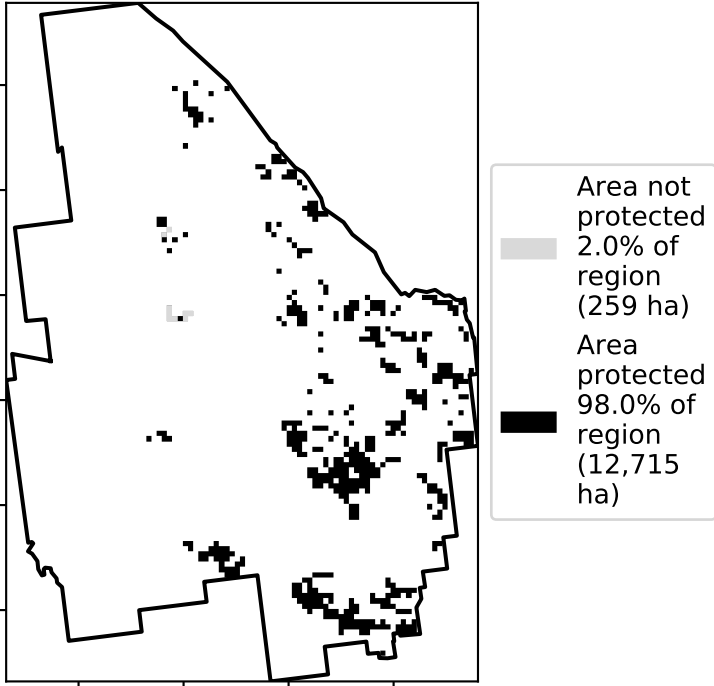 Area not
protected
2.0% of
region
(259 ha)
Area
protected
98.0% of
region
(12,715
ha)